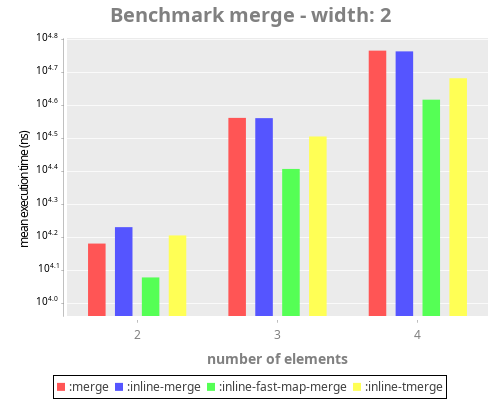 Benchmark merge - width: 2
10^4.8
10^4.7
10^4.6
10^4.5
10^4.4
10^4.3
10^4.2
10^4.1
10^4.0
mean execution time (ns)
2 3 4
number of elements
:merge :inline-merge :inline-fast-map-merge :inline-tmerge